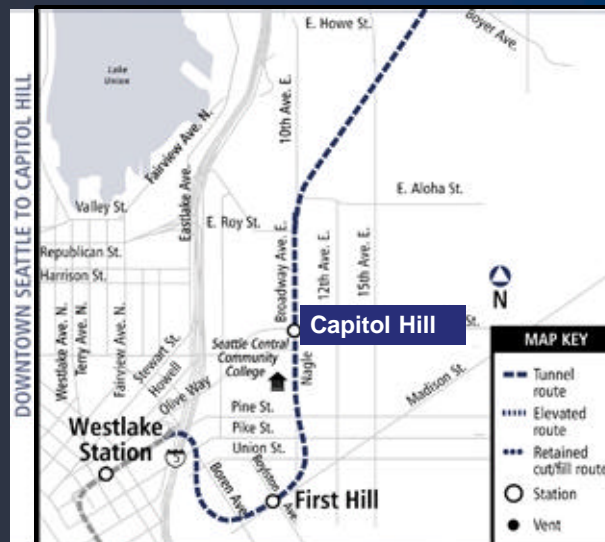 DOWNTOWN SEATTLE TO CAPITOL HILL
E. Howe St.
Boyer Ave.
Lake
Union
10th Ave. E.
Fairview Ave. N.
Eastlake Ave.
Valley St.
E. Roy St.
E. Aloha St.
Republican St.
Harrison St.
Broadway Ave. E.
12th Ave. E.
15th Ave. E.
Capitol Hill
St.
N
Westlake Ave. N.
Terry Ave. N.
Fairview Ave. N.
Stewart St.
Howell
Olive Way
Seattle Central
Community
College
Nagle
Madison St.
Pine St.
Pike St.
Union St.
Westlake
Station
5
Boren Ave.
Boylston Ave.
First Hill
MAP KEY
Tunnel
route
Elevated
route
Retained
cut/fill route
Station
Vent